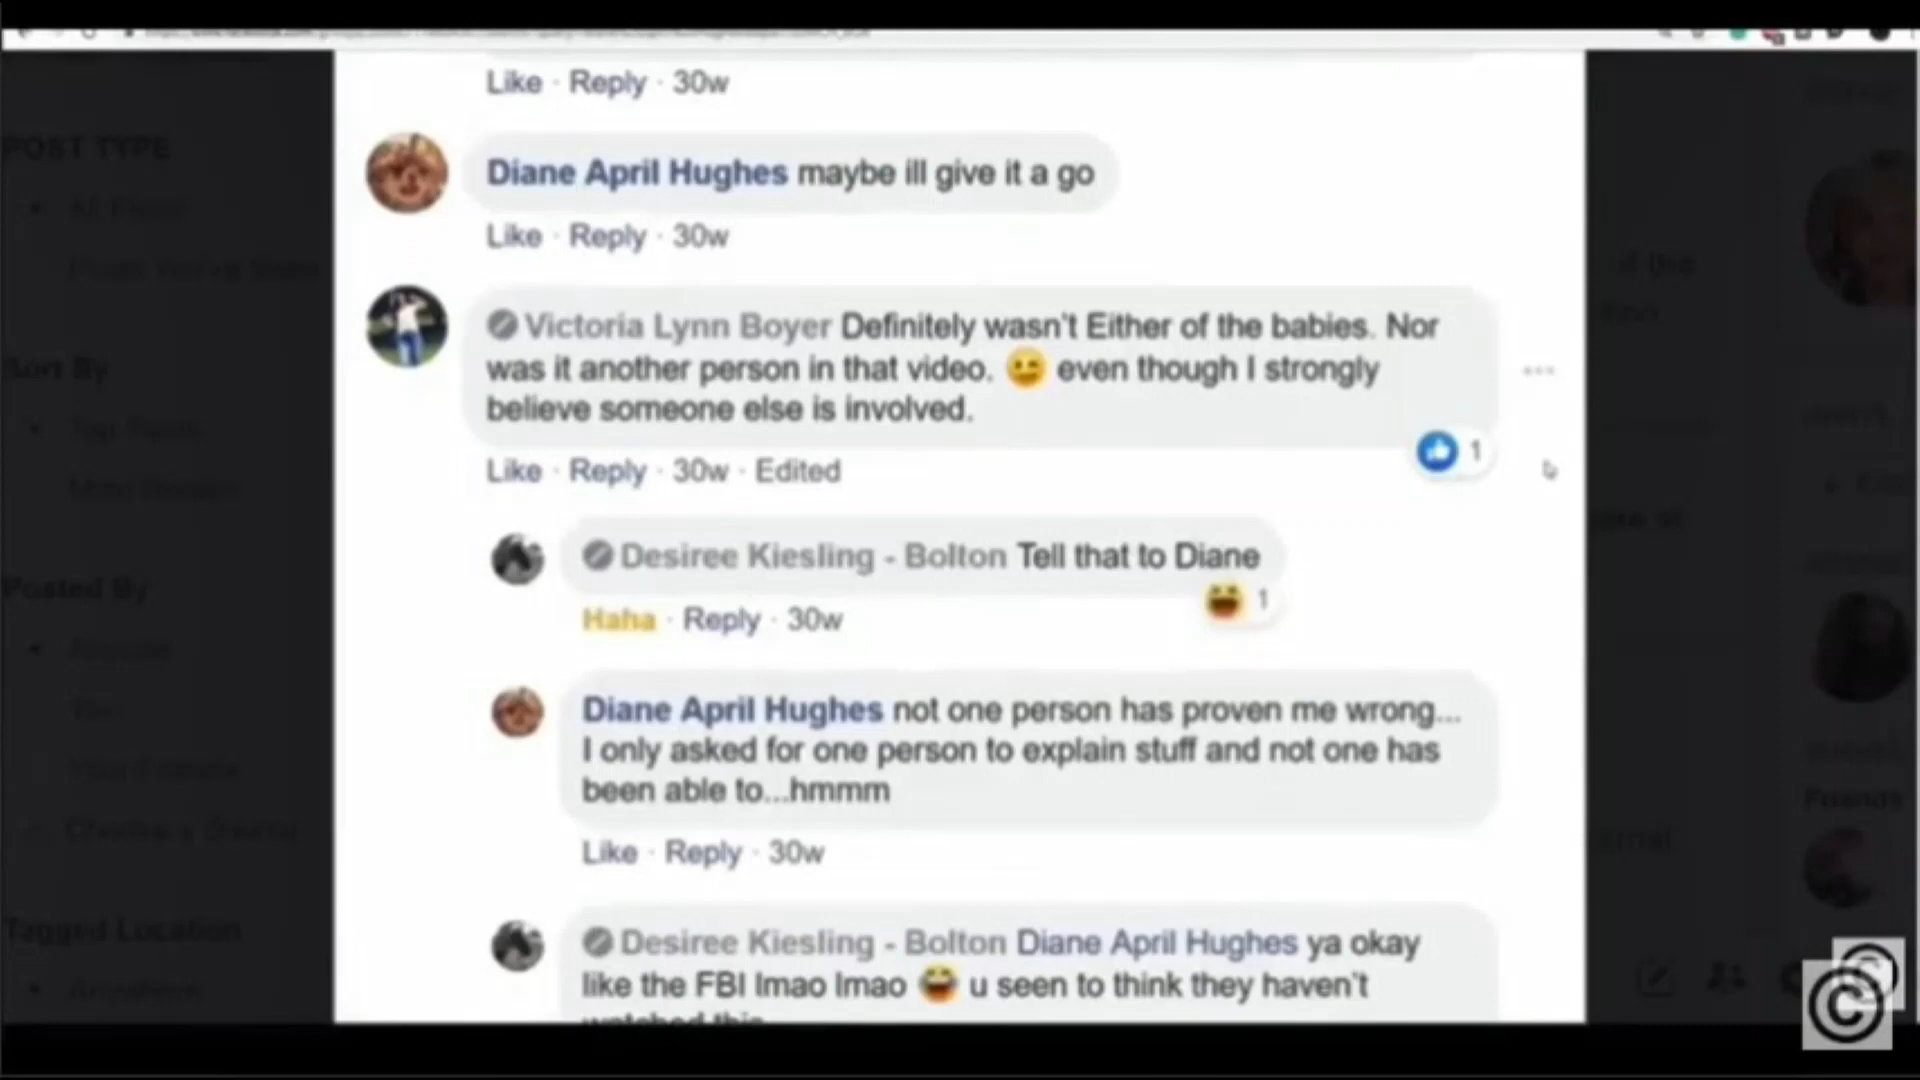 Like · Reply · 30w
POST TYPE
Diane April Hughes maybe ill give it a go
Like · Reply · 30w
Victoria Lynn Boyer Definitely wasn't Either of the babies. Nor
was it another person in that video. 😉 even though I strongly
believe someone else is involved.
1
Like · Reply · 30w · Edited
Sort By
Desiree Kiesling - Bolton Tell that to Diane
1
Haha · Reply · 30w
Posted By
Diane April Hughes not one person has proven me wrong...
I only asked for one person to explain stuff and not one has
been able to...hmmm
Like · Reply · 30w
Tagged Location
Desiree Kiesling - Bolton Diane April Hughes ya okay
like the FBI lmao lmao 😂 u seen to think they haven't
watched this
Anywhere
Friends
©
©